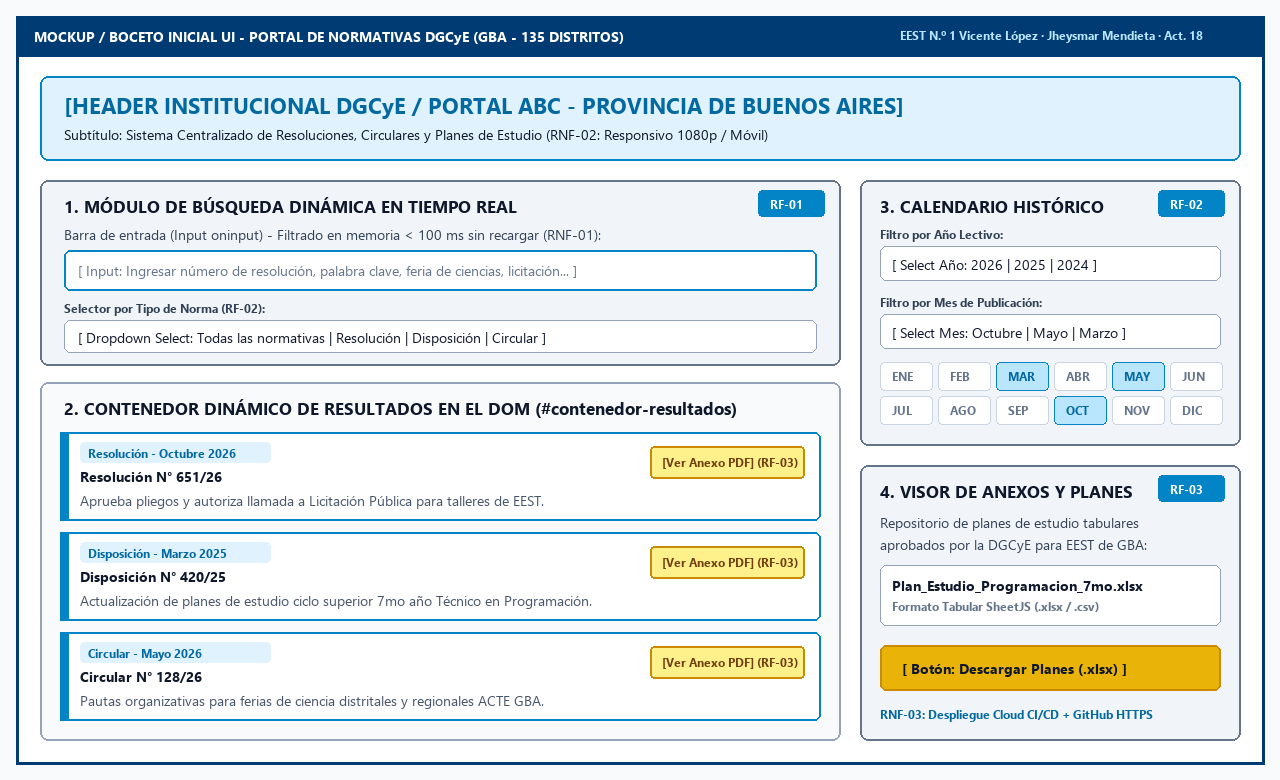 MOCKUP / BOCETO INICIAL UI - PORTAL DE NORMATIVAS DGCyE (GBA - 135 DISTRITOS)
EEST N.º 1 Vicente López · Jheysmar Mendieta · Act. 18
[HEADER INSTITUCIONAL DGCyE / PORTAL ABC - PROVINCIA DE BUENOS AIRES]
Subtítulo: Sistema Centralizado de Resoluciones, Circulares y Planes de Estudio (RNF-02: Responsivo 1080p / Móvil)
1. MÓDULO DE BÚSQUEDA DINÁMICA EN TIEMPO REAL
RF-01
Barra de entrada (Input oninput) - Filtrado en memoria < 100 ms sin recargar (RNF-01):
[ Input: Ingresar número de resolución, palabra clave, feria de ciencias, licitación... ]
Selector por Tipo de Norma (RF-02):
[ Dropdown Select: Todas las normativas | Resolución | Disposición | Circular ]
2. CONTENEDOR DINÁMICO DE RESULTADOS EN EL DOM (#contenedor-resultados)
Resolución - Octubre 2026
Resolución N° 651/26
Aprueba pliegos y autoriza llamada a Licitación Pública para talleres de EEST.
[Ver Anexo PDF] (RF-03)
Disposición - Marzo 2025
Disposición N° 420/25
Actualización de planes de estudio ciclo superior 7mo año Técnico en Programación.
[Ver Anexo PDF] (RF-03)
Circular - Mayo 2026
Circular N° 128/26
Pautas organizativas para ferias de ciencia distritales y regionales ACTE GBA.
[Ver Anexo PDF] (RF-03)
3. CALENDARIO HISTÓRICO
RF-02
Filtro por Año Lectivo:
[ Select Año: 2026 | 2025 | 2024 ]
Filtro por Mes de Publicación:
[ Select Mes: Octubre | Mayo | Marzo ]
ENE FEB MAR ABR MAY JUN
JUL AGO SEP OCT NOV DIC
4. VISOR DE ANEXOS Y PLANES
RF-03
Repositorio de planes de estudio tabulares
aprobados por la DGCyE para EEST de GBA:
Plan_Estudio_Programacion_7mo.xlsx
Formato Tabular SheetJS (.xlsx / .csv)
[ Botón: Descargar Planes (.xlsx) ]
RNF-03: Despliegue Cloud CI/CD + GitHub HTTPS